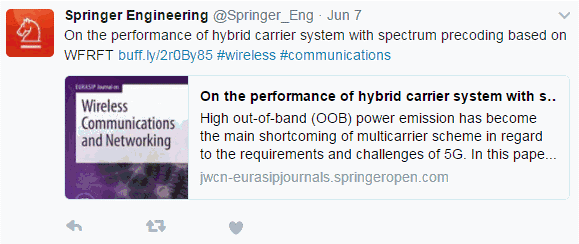 Springer Engineering @Springer_Eng · Jun 7
On the performance of hybrid carrier system with spectrum precoding based on
WFRFT buff.ly/2r0By85 #wireless #communications
EURASIP Journal on
Wireless
Communications
and Networking
On the performance of hybrid carrier system with s...
High out-of-band (OOB) power emission has become
the main shortcoming of multicarrier scheme in regard
to the requirements and challenges of 5G. In this pape...
jwcn-eurasipjournals.springeropen.com